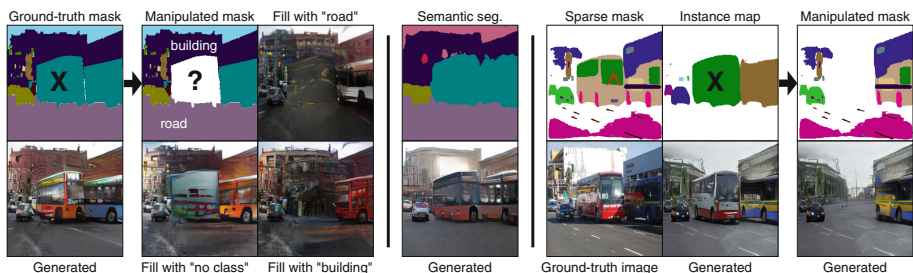 Ground-truth mask
Manipulated mask
Fill with "road"
Semantic seg.
Sparse mask
Instance map
Manipulated mask
X
building
?
road
X
Generated
Fill with "no class"
Fill with "building"
Generated
Ground-truth image
Generated
Generated